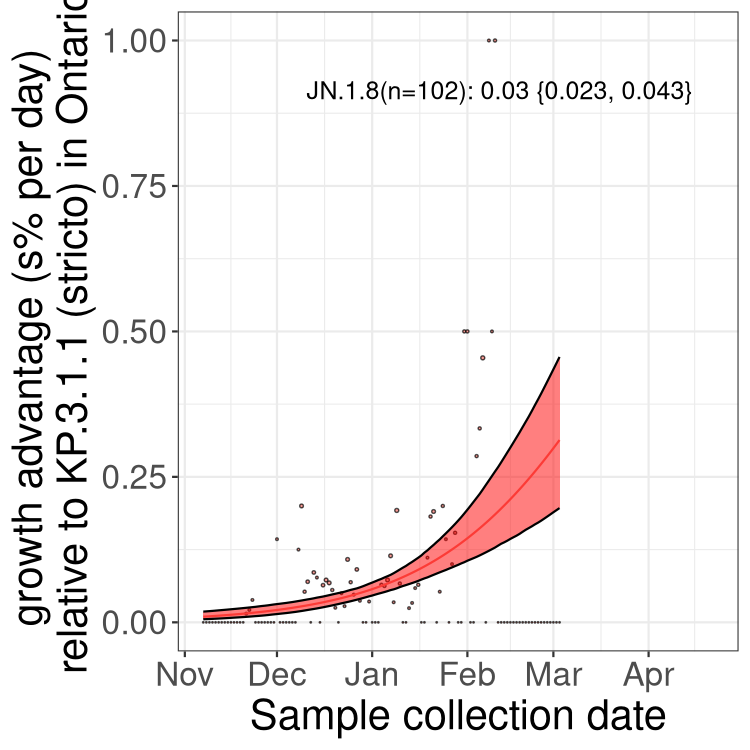 growth advantage (s% per day)
relative to KP.3.1.1 (stricto) in Ontario
1.00
0.75
0.50
0.25
0.00
JN.1.8(n=102): 0.03 {0.023, 0.043}
Nov Dec Jan Feb Mar Apr
Sample collection date